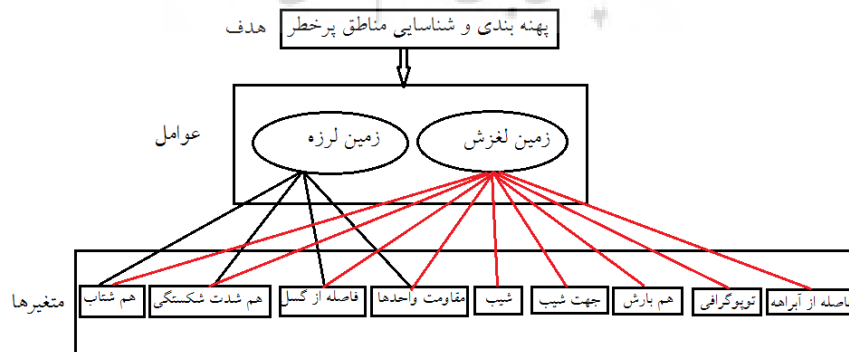 پهنه بندی و شناسایی مناطق پرخطر
هدف
عوامل
زمین لغزش
زمین لرزه
متغیرها
اصله از آبراهه
توپوگرافی
هم بارش
جهت شیب
شیب
مقاومت واحدها
فاصله از گسل
هم شدت شکستگی
هم شتاب